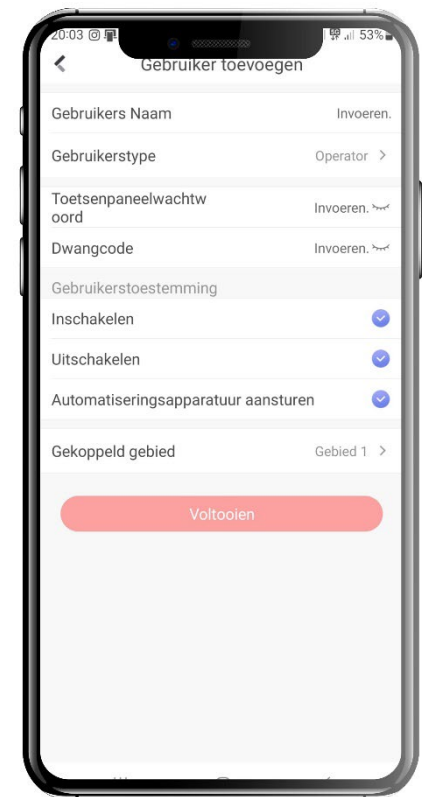 20:03
53%
Gebruiker toevoegen
Gebruikers Naam Invoeren.
Gebruikerstype Operator >
Toetsenpaneelwachtw
oord Invoeren.
Dwangcode Invoeren.
Gebruikerstoestemming
Inschakelen
Uitschakelen
Automatiseringsapparatuur aansturen
Gekoppeld gebied Gebied 1 >
Voltooien